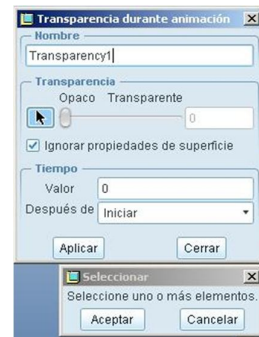 Transparencia durante animación
Nombre
Transparency1
Transparencia
Opaco Transparente
0
Ignorar propiedades de superficie
Tiempo
Valor 0
Después de Iniciar
Aplicar Cerrar
Seleccionar
Seleccione uno o más elementos.
Aceptar Cancelar